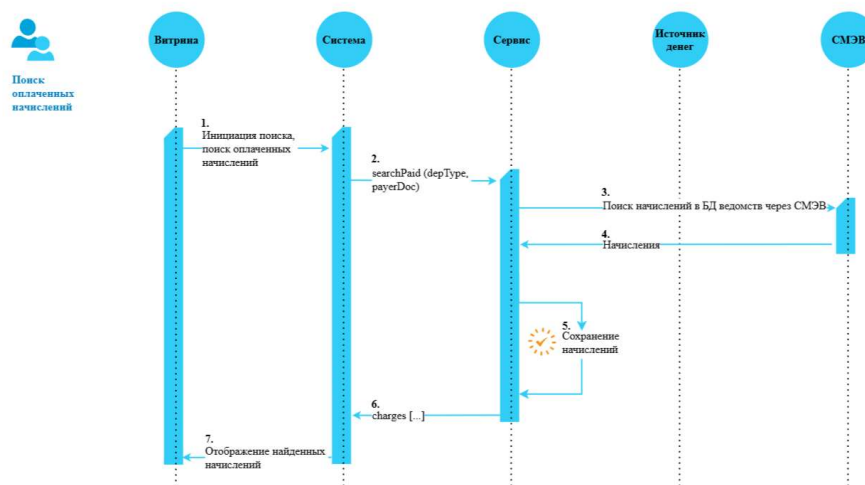 Витрина
Система
Сервис
Источник
денег
СМЭВ
Поиск
оплаченных
начислений
1.
Инициация поиска,
поиск оплаченных
начислений
2.
searchPaid (depType,
payerDoc)
3.
Поиск начислений в БД ведомств через СМЭВ
4.
Начисления
5.
Сохранение
начислений
6.
charges [...]
7.
Отображение найденных
начислений